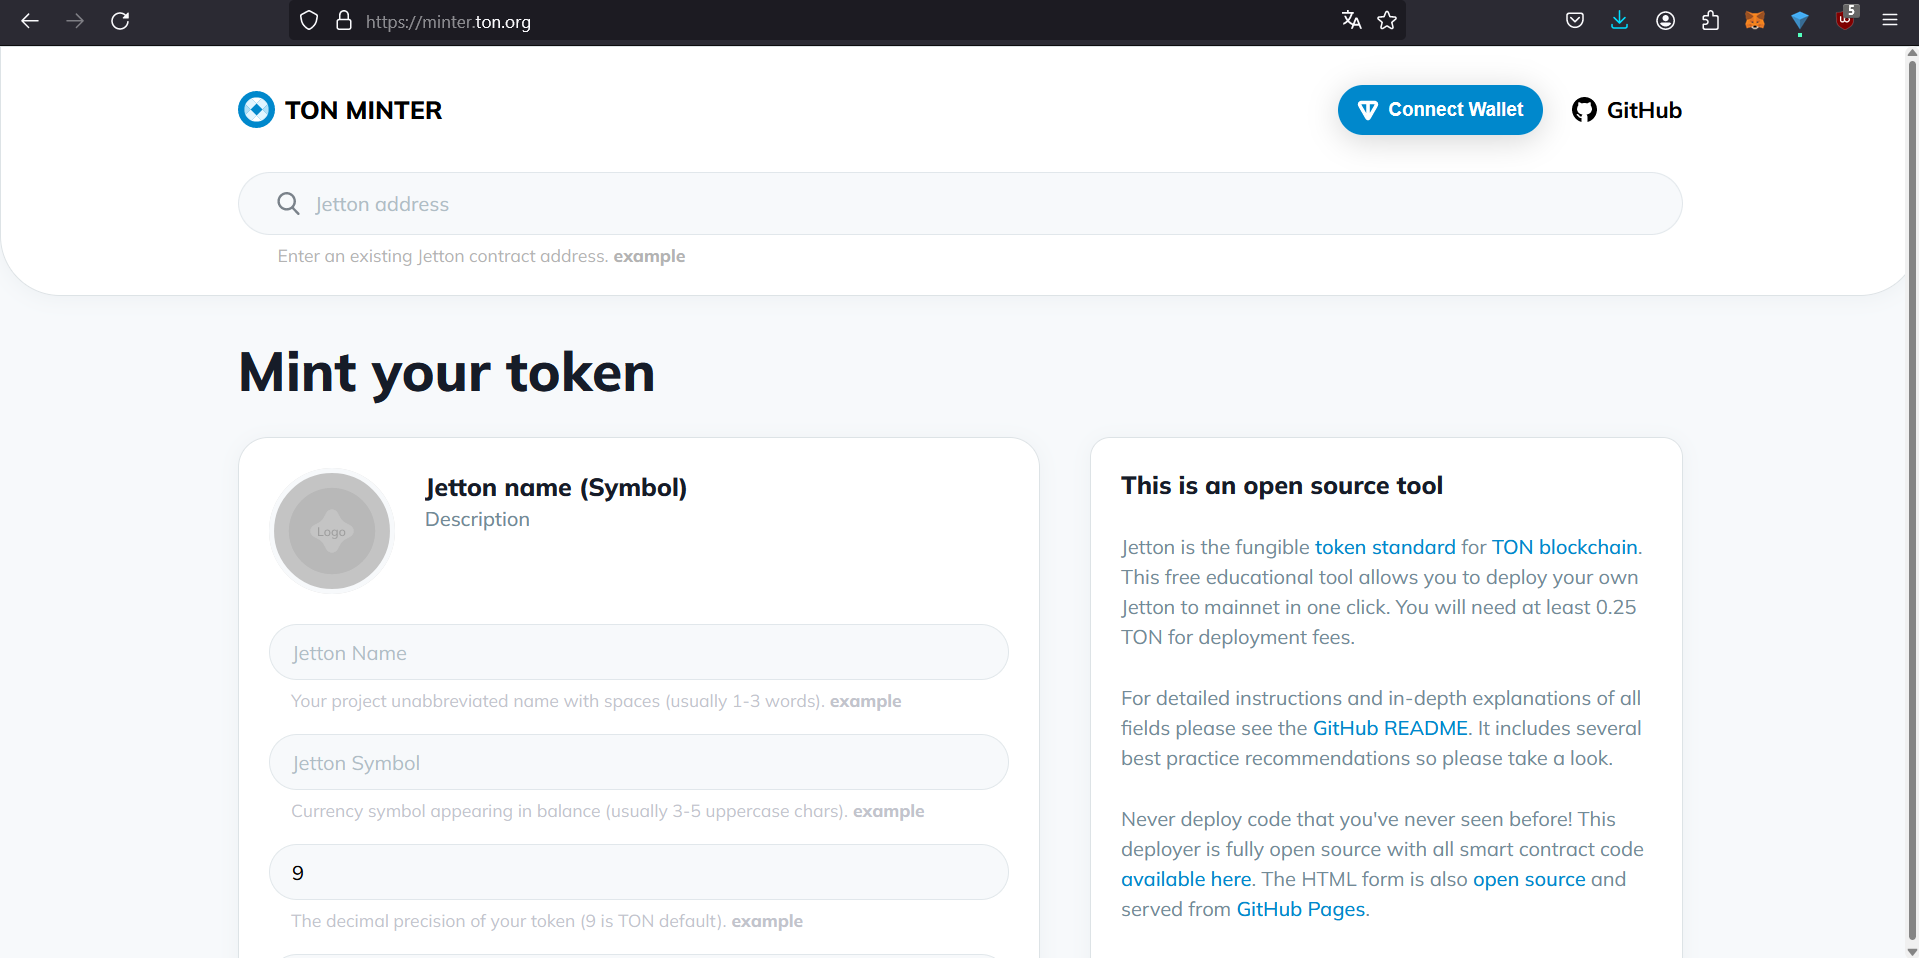 https://minter.ton.org
5
TON MINTER
Connect Wallet
GitHub
Jetton address
Enter an existing Jetton contract address. example
Mint your token
Logo
Jetton name (Symbol)
Description
Jetton Name
Your project unabbreviated name with spaces (usually 1-3 words). example
Jetton Symbol
Currency symbol appearing in balance (usually 3-5 uppercase chars). example
9
The decimal precision of your token (9 is TON default). example
This is an open source tool
Jetton is the fungible token standard for TON blockchain.
This free educational tool allows you to deploy your own
Jetton to mainnet in one click. You will need at least 0.25
TON for deployment fees.
For detailed instructions and in-depth explanations of all
fields please see the GitHub README. It includes several
best practice recommendations so please take a look.
Never deploy code that you've never seen before! This
deployer is fully open source with all smart contract code
available here. The HTML form is also open source and
served from GitHub Pages.